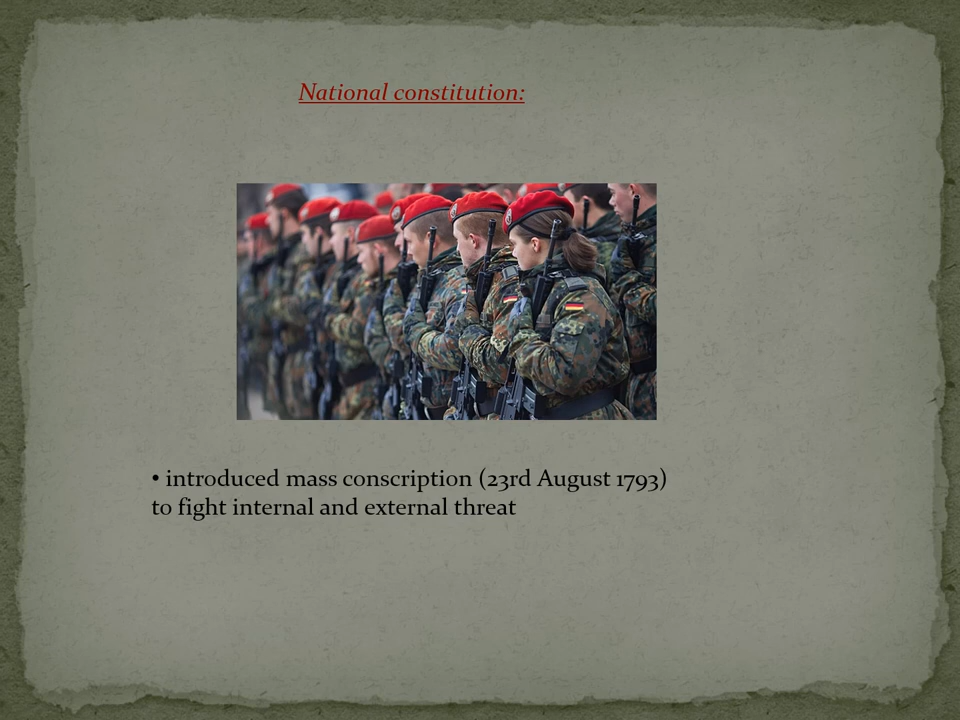 National constitution:
• introduced mass conscription (23rd August 1793)
to fight internal and external threat